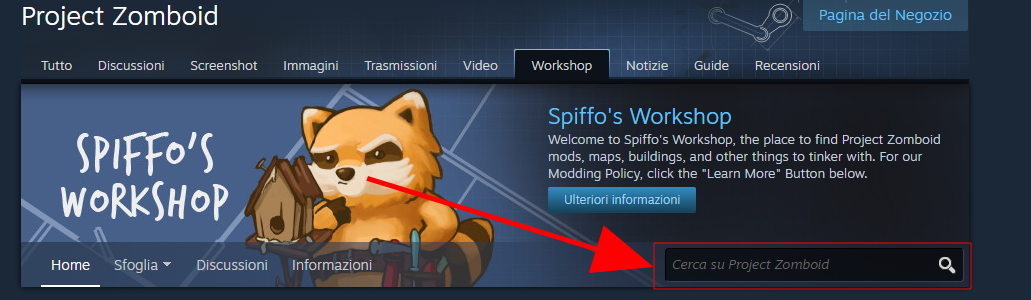 Project Zomboid
Pagina del Negozio
Tutto Discussioni Screenshot Immagini Trasmissioni Video Workshop Notizie Guide Recensioni
SPIFFO'S
WORKSHOP
Spiffo's Workshop
Welcome to Spiffo's Workshop, the place to find Project Zomboid
mods, maps, buildings, and other things to tinker with. For our
Modding Policy, click the "Learn More" Button below.
Ulteriori informazioni
Home Sfoglia Discussioni Informazioni
Cerca su Project Zomboid